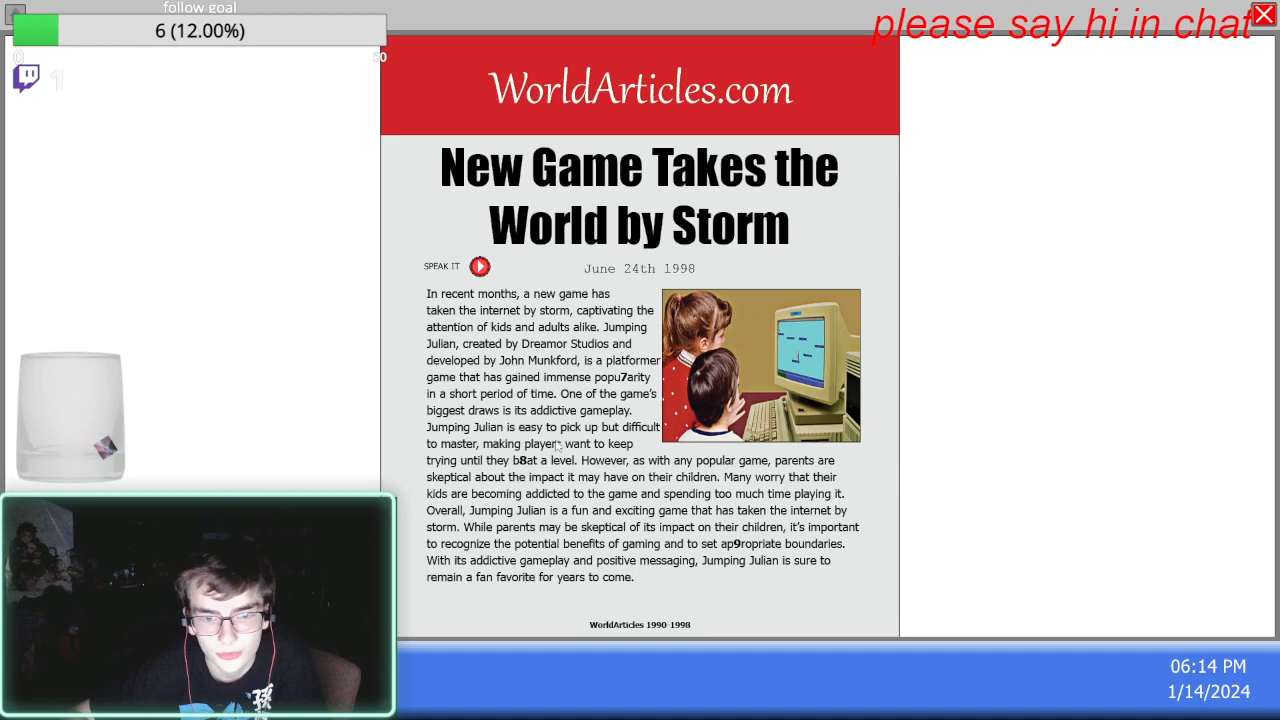 follow goal
6 (12.00%)
0
50
1
please say hi in chat
WorldArticles.com
New Game Takes the
World by Storm
SPEAK IT
June 24th 1998
In recent months, a new game has
taken the internet by storm, captivating the
attention of kids and adults alike. Jumping
Julian, created by Dreamor Studios and
developed by John Munkford, is a platformer
game that has gained immense popu7arity
in a short period of time. One of the game's
biggest draws is its addictive gameplay.
Jumping Julian is easy to pick up but difficult
to master, making players want to keep
trying until they b8at a level. However, as with any popular game, parents are
skeptical about the impact it may have on their children. Many worry that their
kids are becoming addicted to the game and spending too much time playing it.
Overall, Jumping Julian is a fun and exciting game that has taken the internet by
storm. While parents may be skeptical of its impact on their children, it's important
to recognize the potential benefits of gaming and to set ap9ropriate boundaries.
With its addictive gameplay and positive messaging, Jumping Julian is sure to
remain a fan favorite for years to come.
WorldArticles 1990-1998
06:14 PM
1/14/2024